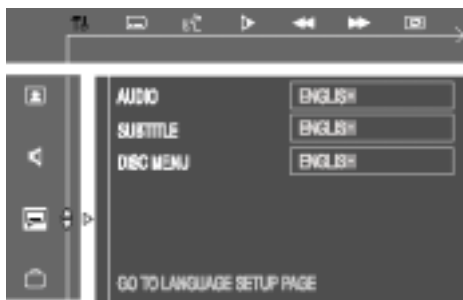 AUDIO ENGLISH
SUBTITLE ENGLISH
DISC MENU ENGLISH
GO TO LANGUAGE SETUP PAGE